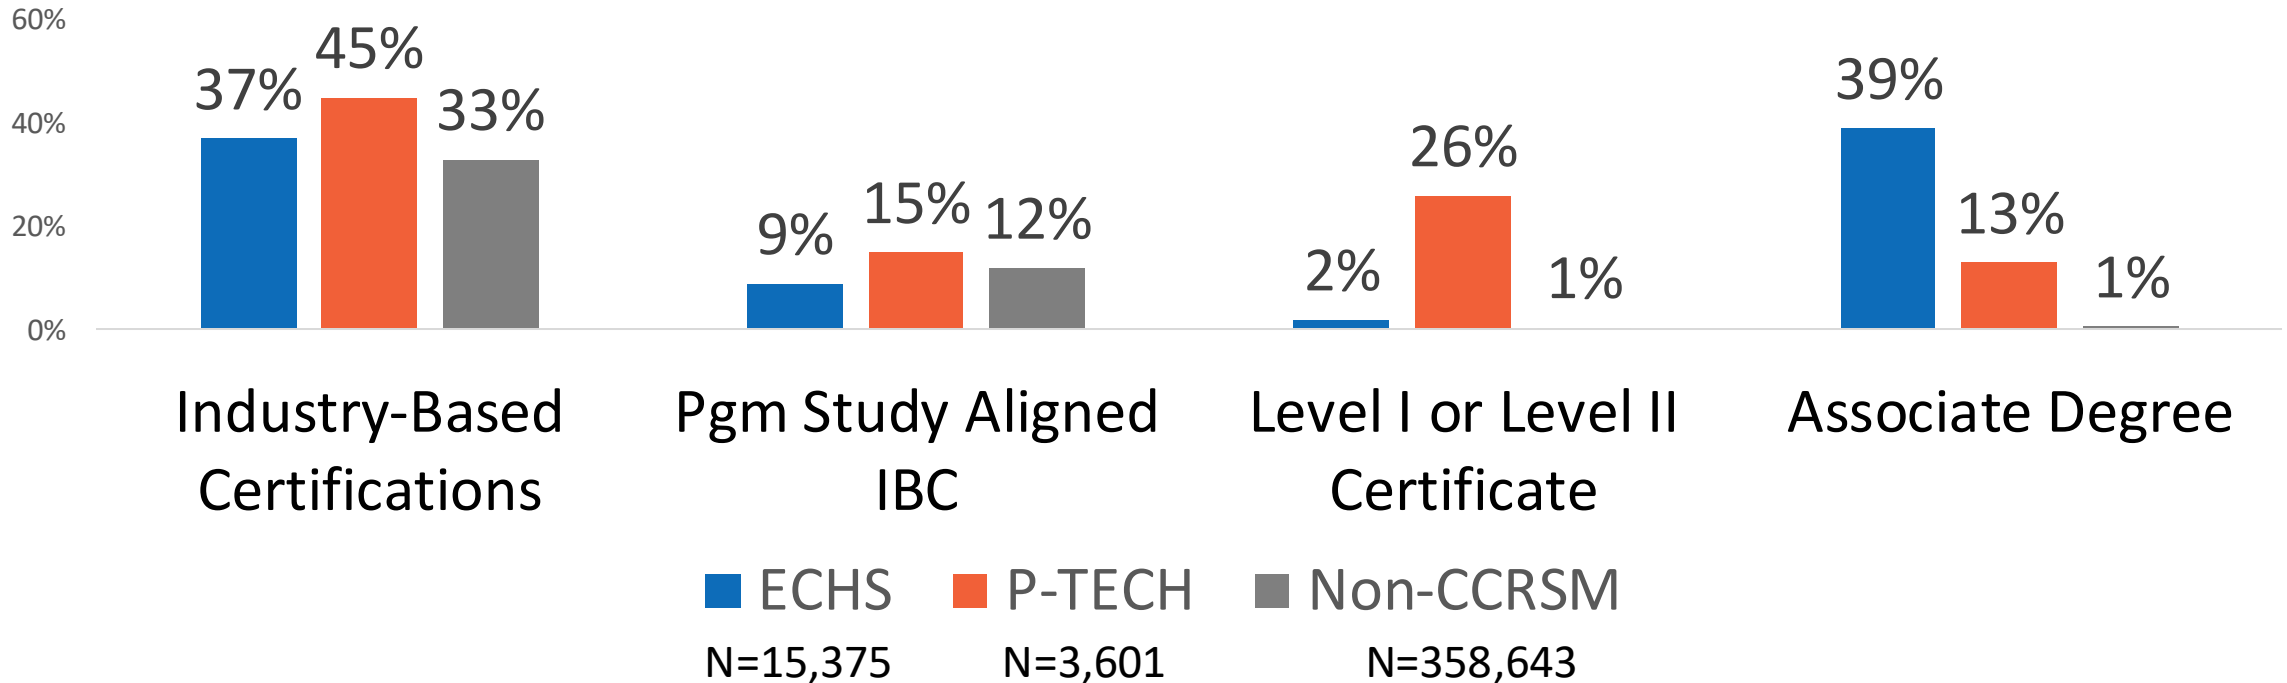 60%
40%
20%
0%
37%
45%
33%
9%
15%
12%
2%
26%
1%
39%
13%
1%
Industry-Based
Certifications
Pgm Study Aligned
IBC
Level I or Level II
Certificate
Associate Degree
ECHS P-TECH Non-CCRSM
N=15,375 N=3,601 N=358,643